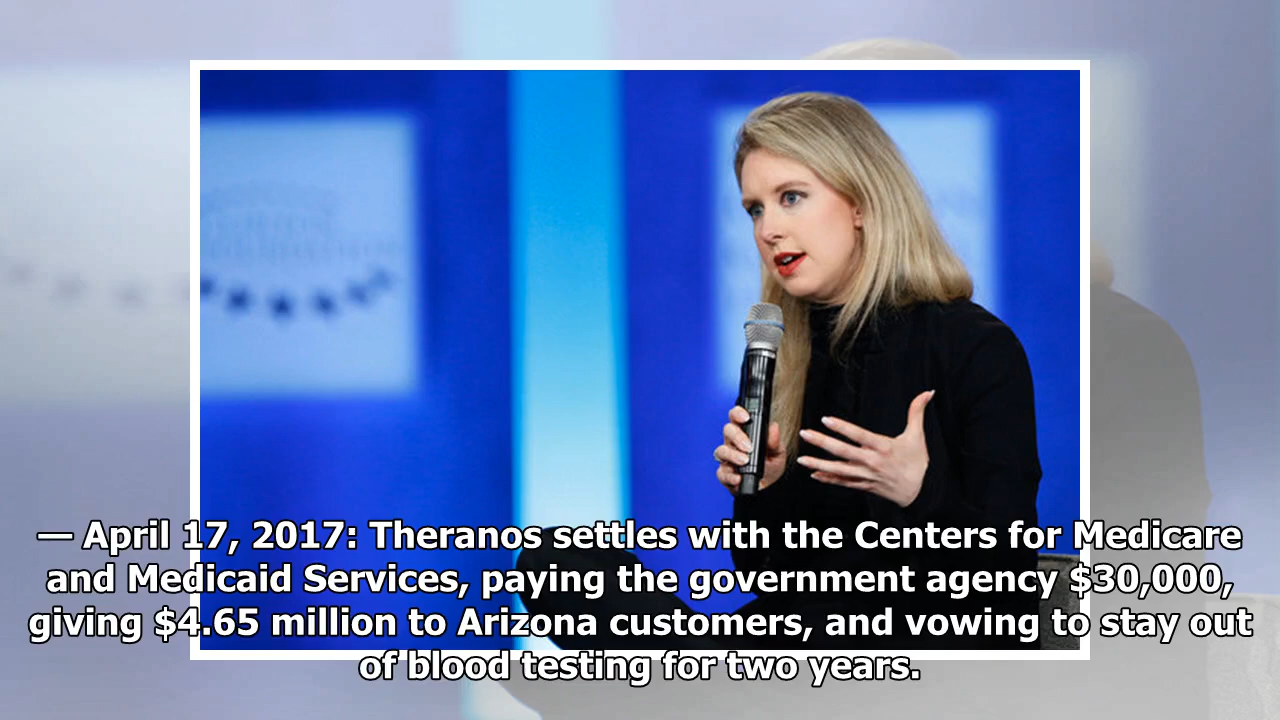 — April 17, 2017: Theranos settles with the Centers for Medicare
and Medicaid Services, paying the government agency $30,000,
giving $4.65 million to Arizona customers, and vowing to stay out
of blood testing for two years.